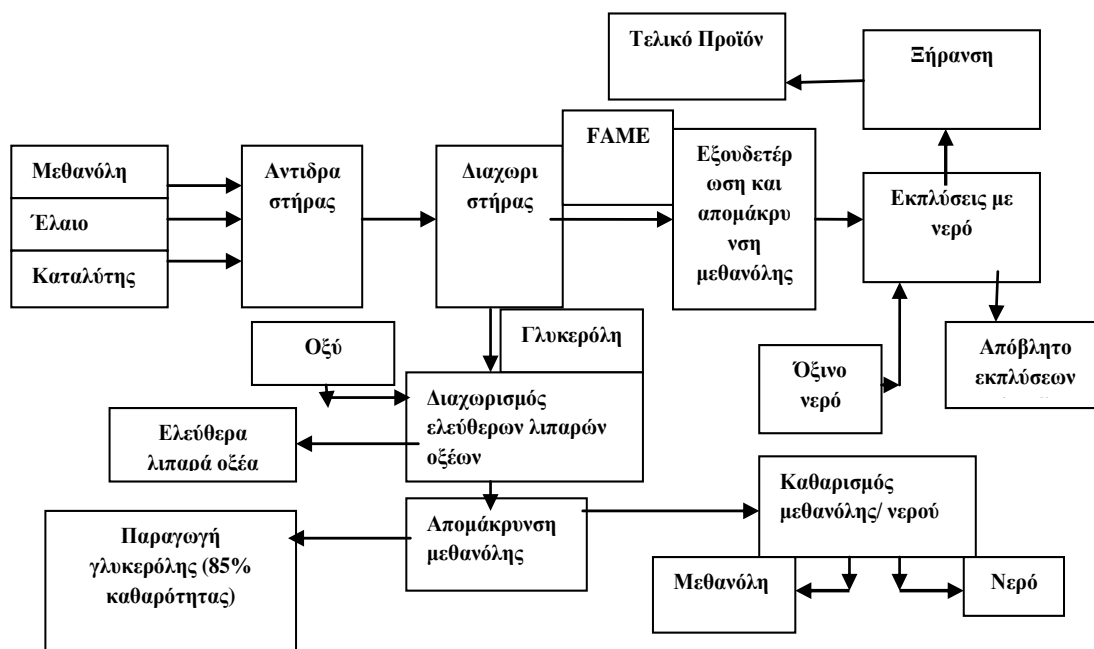 Τελικό Προϊόν
Ξήρανση
FAME
Μεθανόλη
Έλαιο
Καταλύτης
Αντιδρα
στήρας
Διαχωρι
στήρας
Εξουδετέρ
ωση και
απομάκρυ
νση
μεθανόλης
Εκπλύσεις με
νερό
Οξύ
Γλυκερόλη
Όξινο
νερό
Απόβλητο
εκπλύσεων
Διαχωρισμός
ελεύθερων λιπαρών
οξέων
Ελεύθερα
λιπαρά οξέα
Καθαρισμός
μεθανόλης/ νερού
Απομάκρυνση
μεθανόλης
Παραγωγή
γλυκερόλης (85%
καθαρότητας)
Μεθανόλη
Νερό